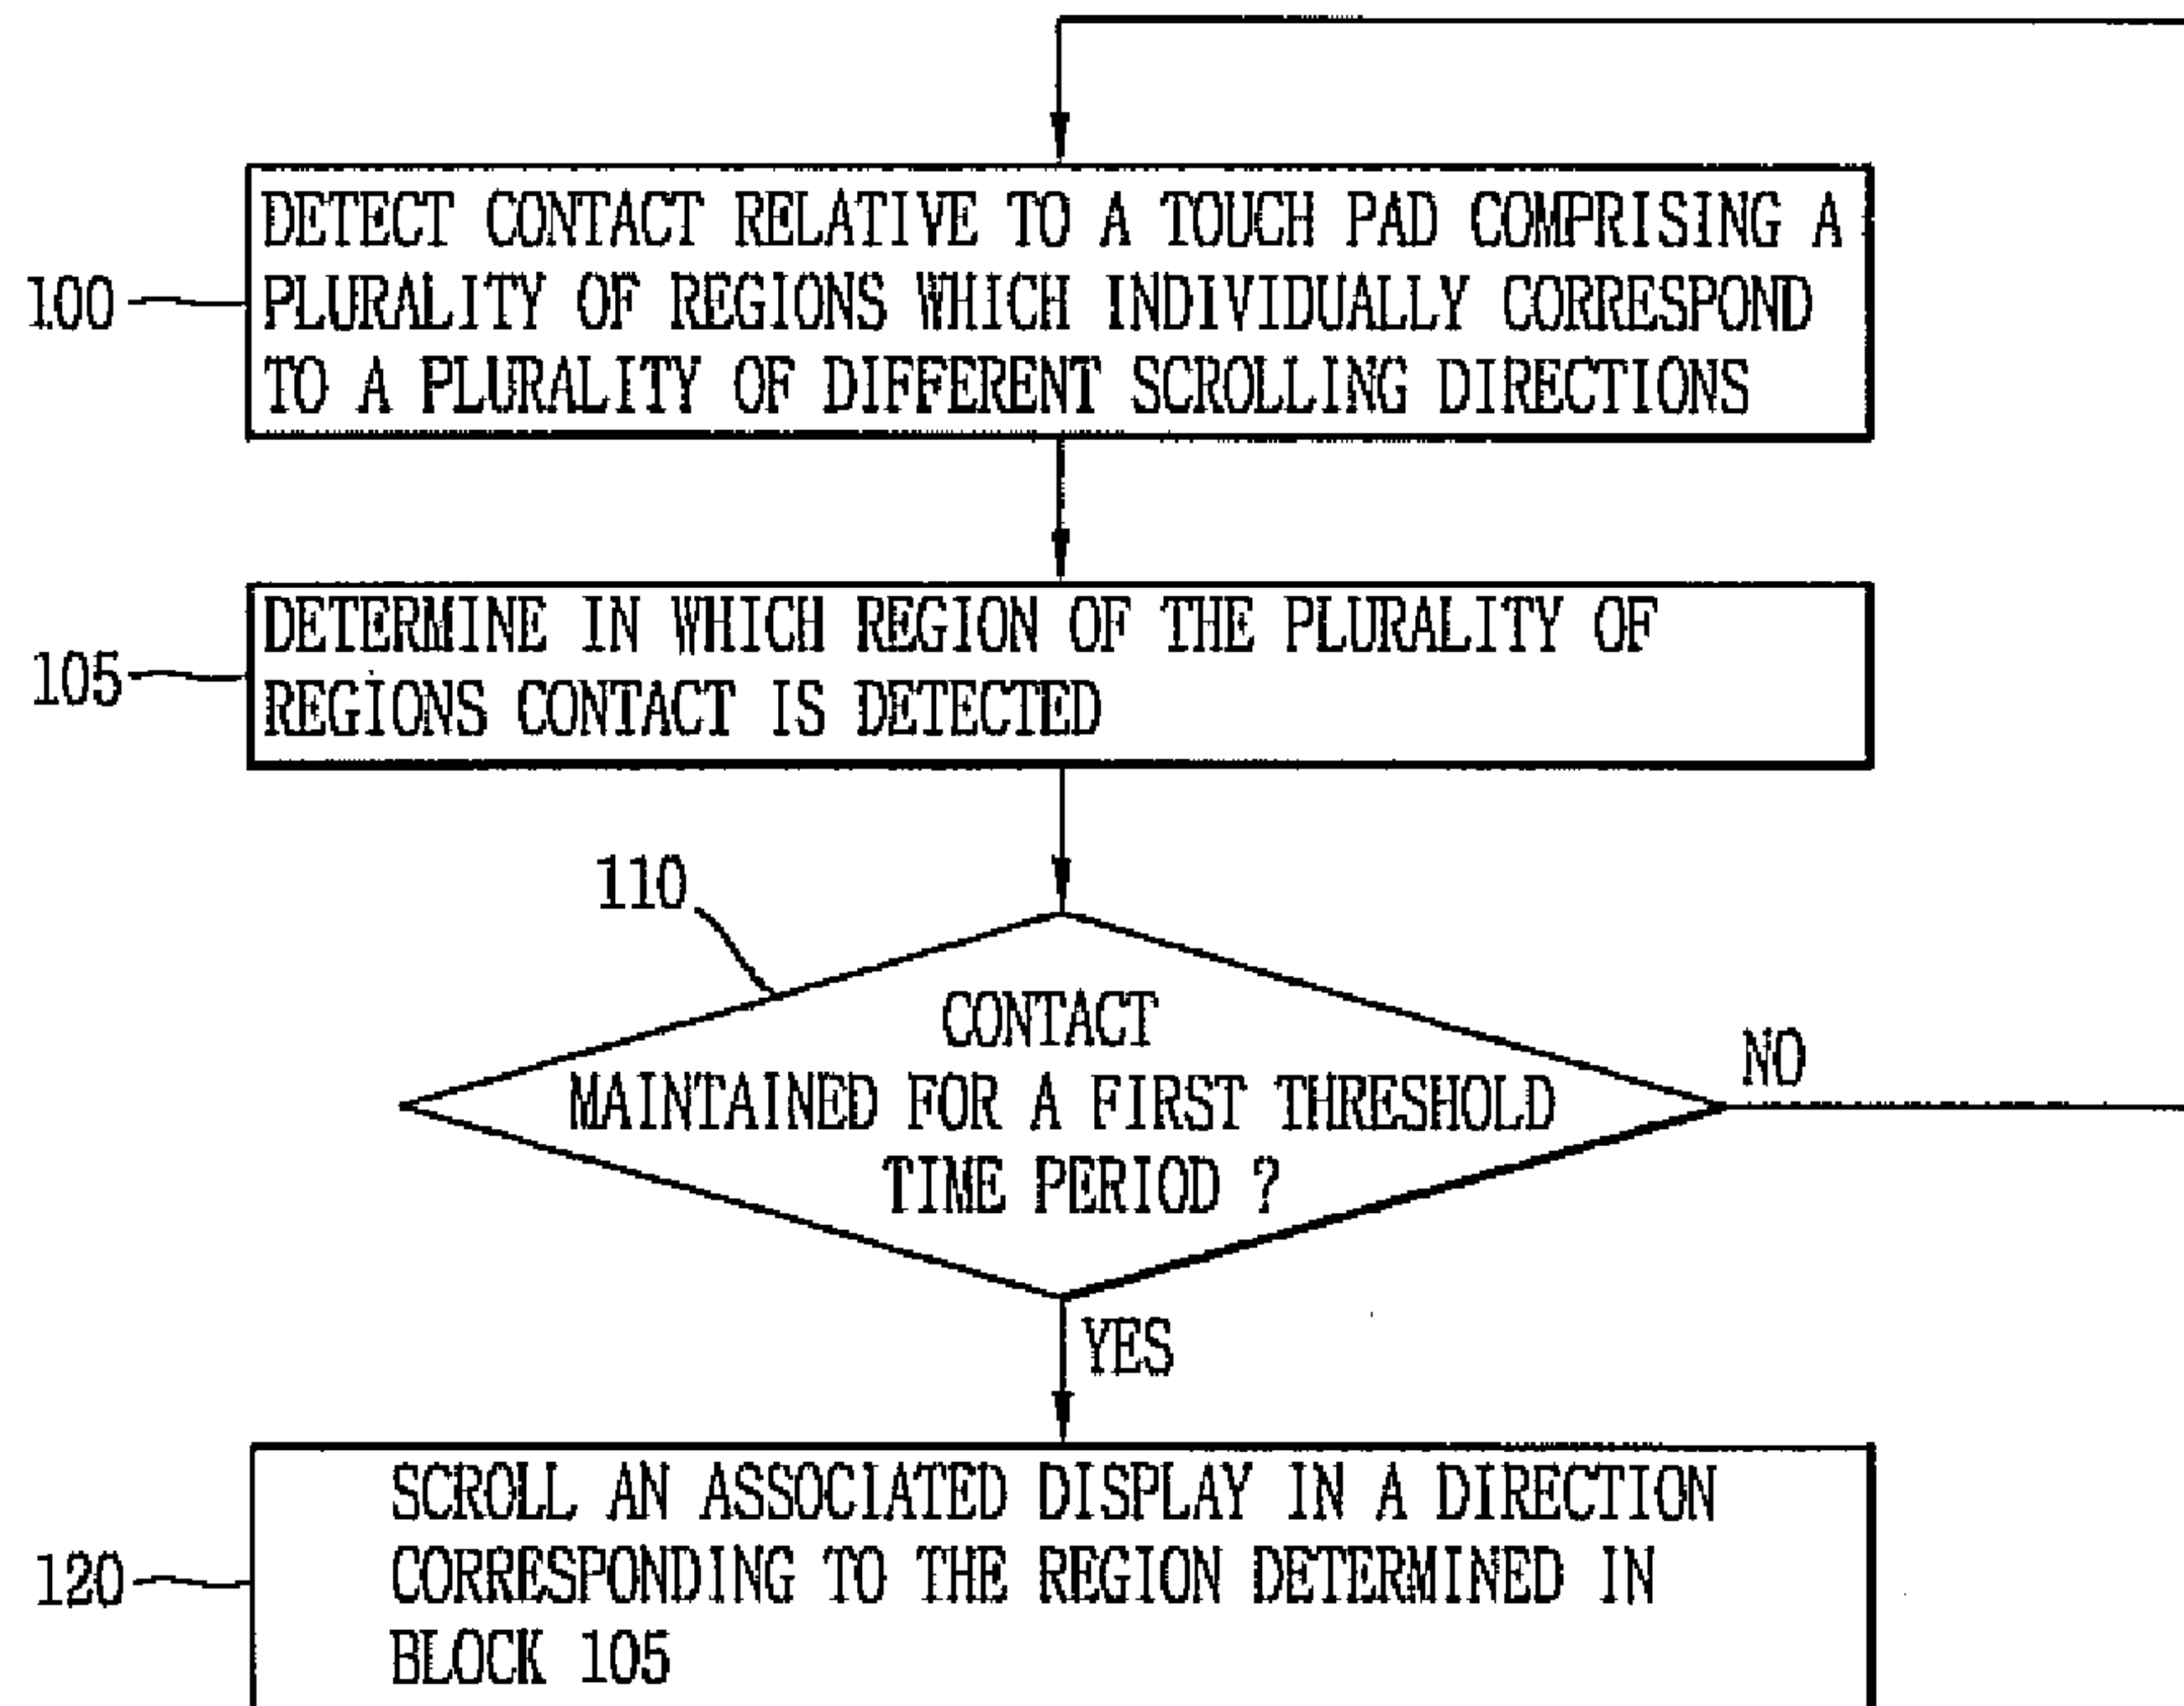 100
DETECT CONTACT RELATIVE TO A TOUCH PAD COMPRISING A
PLURALITY OF REGIONS WHICH INDIVIDUALLY CORRESPOND
TO A PLURALITY OF DIFFERENT SCROLLING DIRECTIONS
105
DETERMINE IN WHICH REGION OF THE PLURALITY OF
REGIONS CONTACT IS DETECTED
110
CONTACT
MAINTAINED FOR A FIRST THRESHOLD
TIME PERIOD ?
NO
YES
120
SCROLL AN ASSOCIATED DISPLAY IN A DIRECTION
CORRESPONDING TO THE REGION DETERMINED IN
BLOCK 105